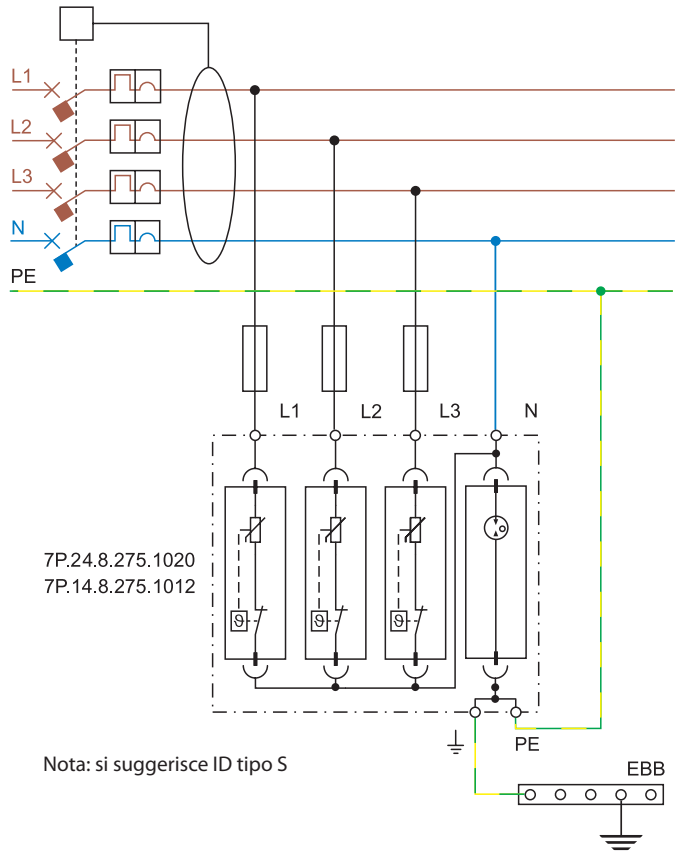 L1
L2
L3
N
PE
L1 L2 L3 N
7P.24.8.275.1020
7P.14.8.275.1012
ϑ ϑ ϑ
PE
Nota: si suggerisce ID tipo S
EBB